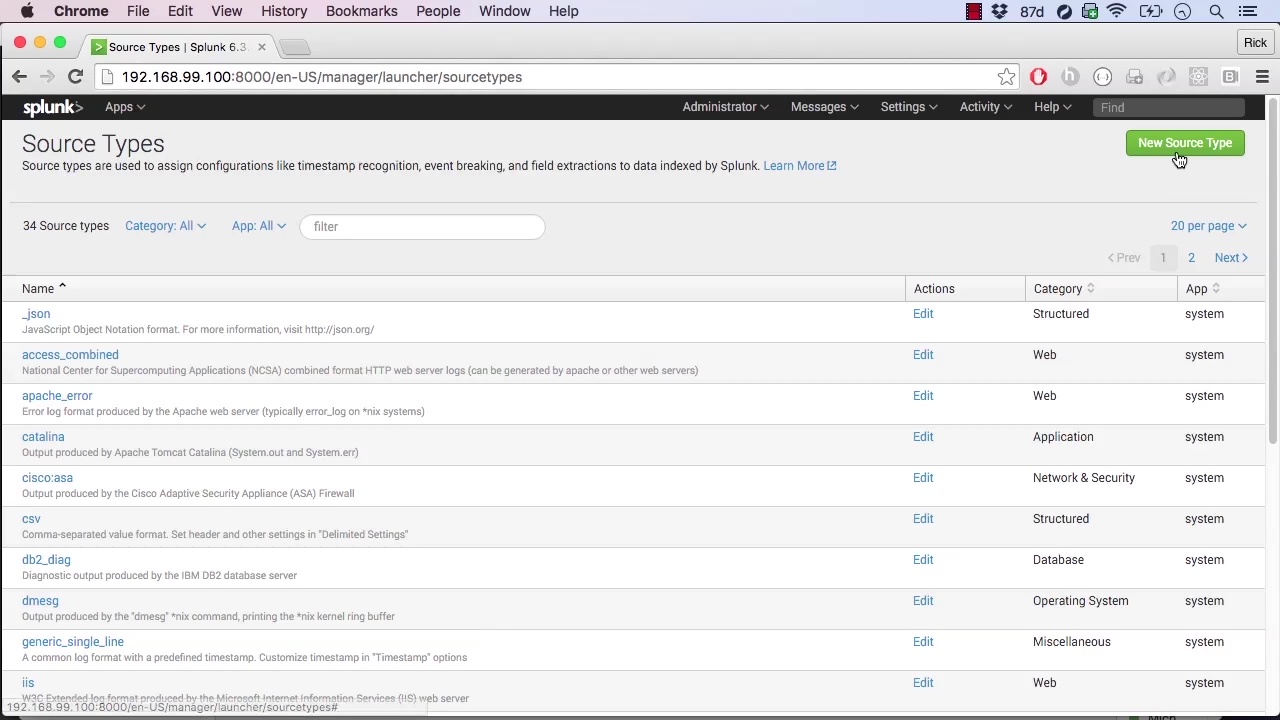 Chrome File Edit View History Bookmarks People Window Help 87d
Source Types | Splunk 6.3 Rick
192.168.99.100:8000/en-US/manager/launcher/sourcetypes
splunk> Apps Administrator Messages Settings Activity Help Find
Source Types New Source Type
Source types are used to assign configurations like timestamp recognition, event breaking, and field extractions to data indexed by Splunk. Learn More
34 Source types Category: All App: All filter 20 per page
< Prev 1 2 Next >
Name Actions Category App
_json Edit Structured system
JavaScript Object Notation format. For more information, visit http://json.org/
access_combined Edit Web system
National Center for Supercomputing Applications (NCSA) combined format HTTP web server logs (can be generated by apache or other web servers)
apache_error Edit Web system
Error log format produced by the Apache web server (typically error_log on *nix systems)
catalina Edit Application system
Output produced by Apache Tomcat Catalina (System.out and System.err)
cisco:asa Edit Network & Security system
Output produced by the Cisco Adaptive Security Appliance (ASA) Firewall
csv Edit Structured system
Comma-separated value format. Set header and other settings in "Delimited Settings"
db2_diag Edit Database system
Diagnostic output produced by the IBM DB2 database server
dmesg Edit Operating System system
Output produced by the "dmesg" *nix command, printing the *nix kernel ring buffer
generic_single_line Edit Miscellaneous system
A common log format with a predefined timestamp. Customize timestamp in "Timestamp" options
iis Edit Web system
W3C Extended log format produced by the Microsoft Internet Information Services (IIS) web server
192.168.99.100:8000/en-US/manager/launcher/sourcetypes#